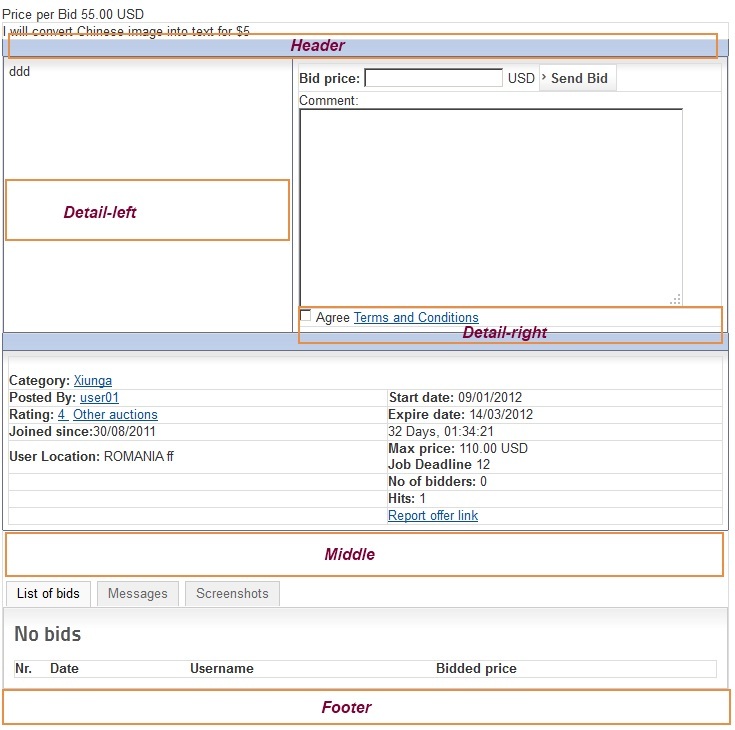 Price per Bid 55.00 USD
I will convert Chinese image into text for $5
Header
ddd
Bid price: USD › Send Bid
Comment:
Detail-left
Agree Terms and Conditions
Detail-right
Category: Xiunga
Posted By: user01
Start date: 09/01/2012
Rating: 4 Other auctions
Expire date: 14/03/2012
Joined since:30/08/2011
32 Days, 01:34:21
User Location: ROMANIA ff
Max price: 110.00 USD
Job Deadline 12
No of bidders: 0
Hits: 1
Report offer link
Middle
List of bids Messages Screenshots
No bids
Nr. Date Username Bidded price
Footer